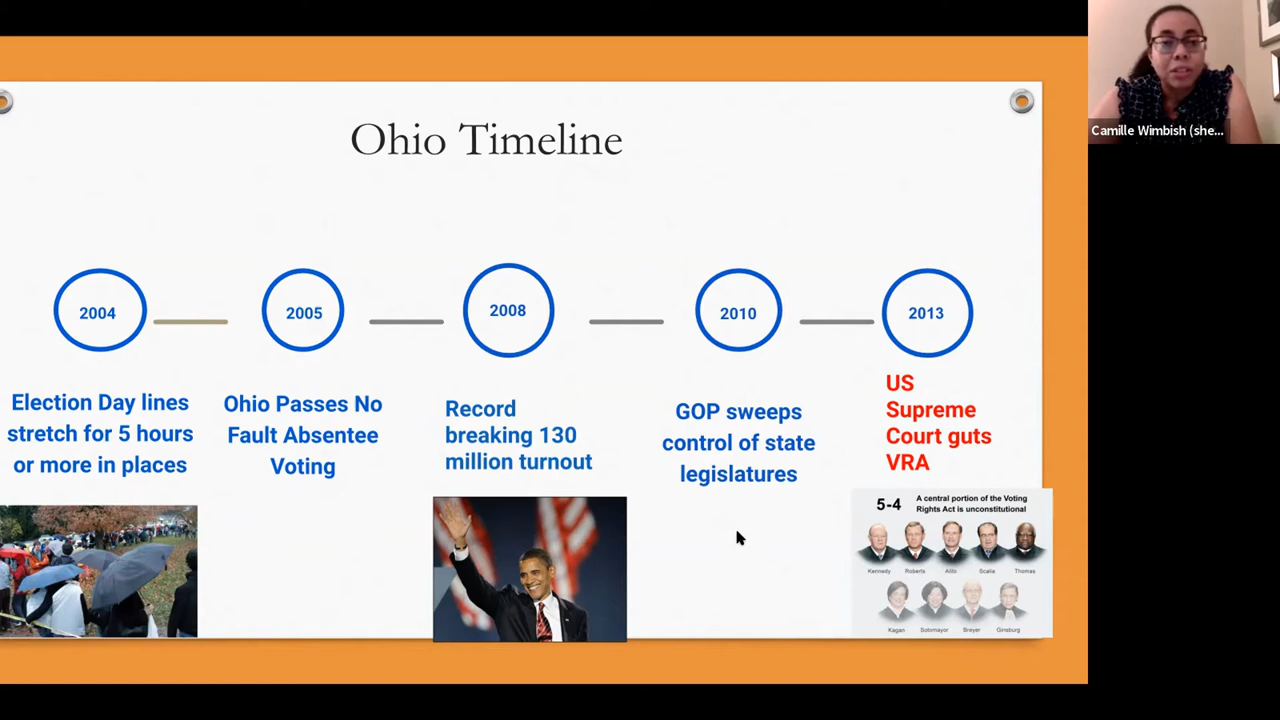 Camille Wimbish (she...
Ohio Timeline
2004
2005
2008
2010
2013
Election Day lines
stretch for 5 hours
or more in places
Ohio Passes No
Fault Absentee
Voting
Record
breaking 130
million turnout
GOP sweeps
control of state
legislatures
US
Supreme
Court guts
VRA
5-4
A central portion of the Voting
Rights Act is unconstitutional
Kennedy
Roberts
Alito
Scalia
Thomas
Kagan
Sotomayor
Breyer
Ginsburg